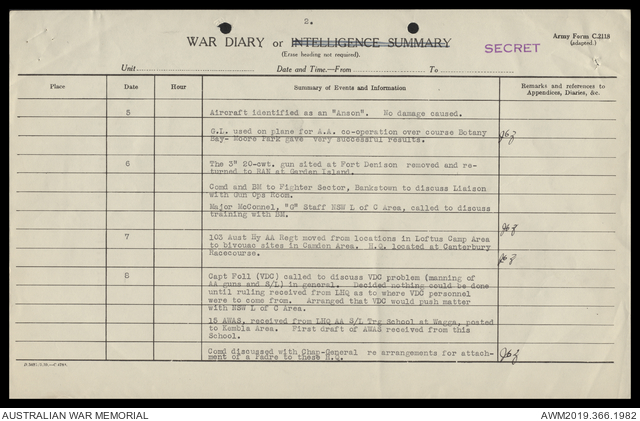 2.
WAR DIARY or INTELLIGENCE SUMMARY
(Erase heading not required).
Army Form C.2118
(adapted.)
SECRET
Unit
Date and Time.—From
To
Place
Date
Hour
Summary of Events and Information
Remarks and references to
Appendices, Diaries, &c.
5
Aircraft identified as an "Anson". No damage caused.
G.L. used on plane for A.A. co-operation over course Botany
Bay- Moore Park gave very successful results.
6
The 3" 20-cwt. gun sited at Fort Denison removed and re-
turned to RAN at Garden Island.
Comd and BM to Fighter Sector, Bankstown to discuss Liaison
with Gun Ops Room.
Major McConnel, "G" Staff NSW L of C Area, called to discuss
training with BM.
7
103 Aust Hy AA Regt moved from locations in Loftus Camp Area
to bivouac sites in Camden Area. H.Q. located at Canterbury
Racecourse.
8
Capt Foll (VDC) called to discuss VDC problem (manning of
AA guns and S/L) in general. Decided nothing could be done
until ruling received from LHQ as to where VDC personnel
were to come from. Arranged that VDC would push matter
with NSW L of C Area.
15 AWAS, received from LHQ AA S/L Trg School at Wagga, posted
to Kembla Area. First draft of AWAS received from this
School.
Comd discussed with Chap-General re arrangements for attach-
ment of a Padre to these H.Q.
AUSTRALIAN WAR MEMORIAL
AWM2019.366.1982